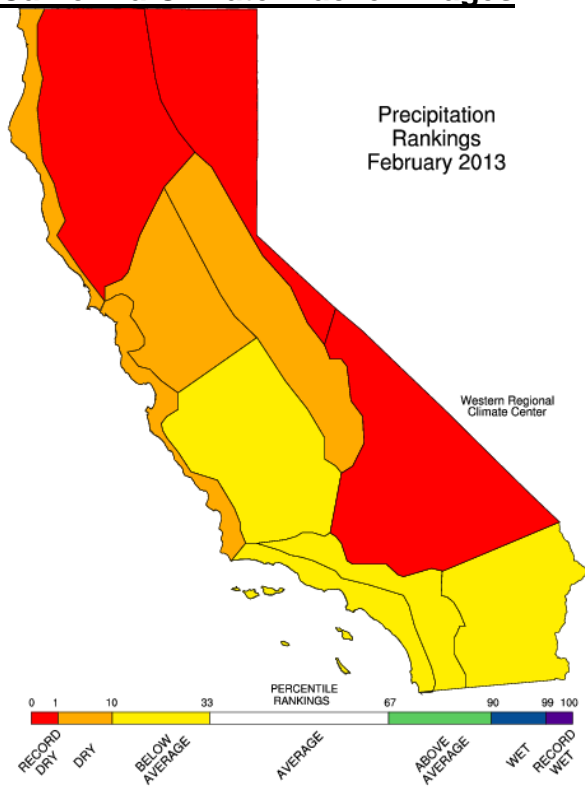 Precipitation
Rankings
February 2013
Western Regional
Climate Center
PERCENTILE
RANKINGS
0 1 10 33 67 90 99 100
RECORD
DRY
DRY
BELOW
AVERAGE
AVERAGE
ABOVE
AVERAGE
WET
RECORD
WET